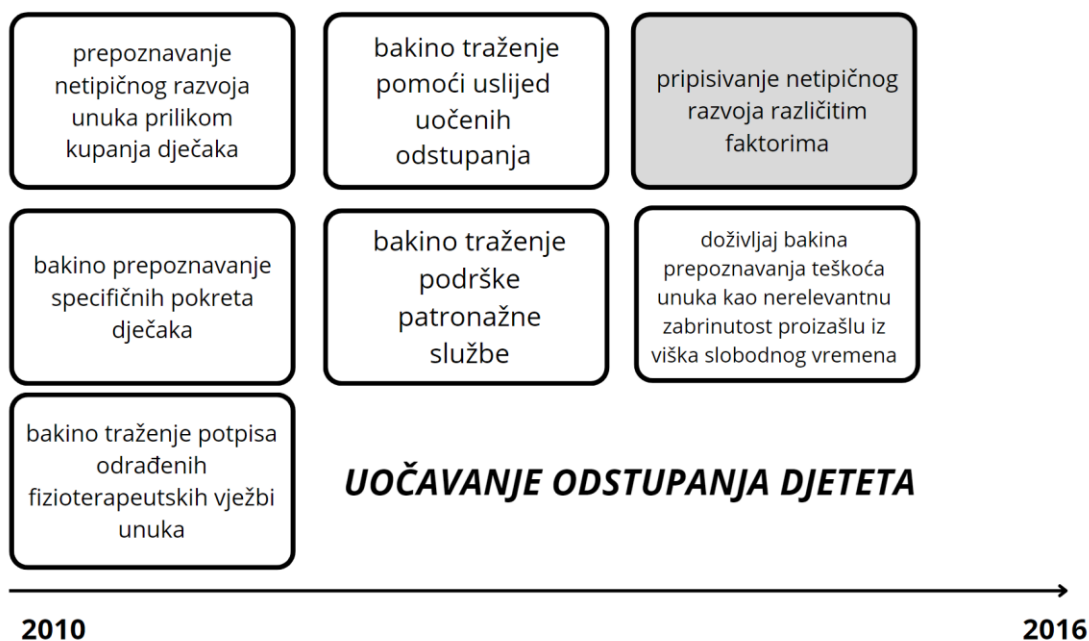 prepoznavanje
netipičnog razvoja
unuka prilikom
kupanja dječaka
bakino traženje
pomoći uslijed
uočenih
odstupanja
pripisivanje netipičnog
razvoja različitim
faktorima
bakino prepoznavanje
specifičnih pokreta
dječaka
bakino traženje
podrške
patronažne
službe
doživljaj bakina
prepoznavanja teškoća
unuka kao nerelevantnu
zabrinutost proizašlu iz
viška slobodnog vremena
bakino traženje potpisa
odrađenih
fizioterapeutskih vježbi
unuka
UOČAVANJE ODSTUPANJA DJETETA
2010
2016